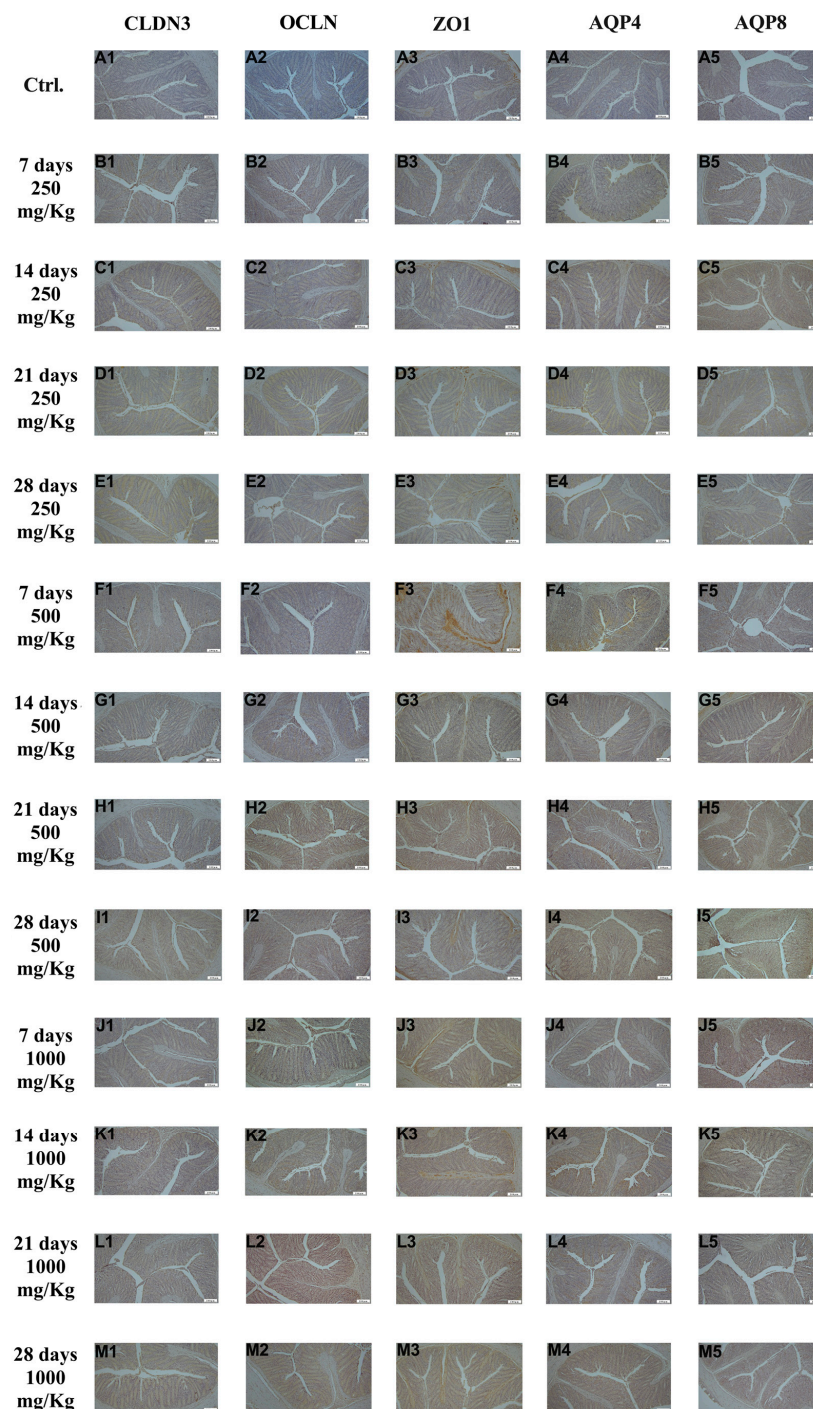 CLDN3 OCLN ZO1 AQP4 AQP8
Ctrl. A1 A2 A3 A4 A5
7 days
250
mg/Kg
B1 B2 B3 B4 B5
14 days
250
mg/Kg
C1 C2 C3 C4 C5
21 days
250
mg/Kg
D1 D2 D3 D4 D5
28 days
250
mg/Kg
E1 E2 E3 E4 E5
7 days
500
mg/Kg
F1 F2 F3 F4 F5
14 days
500
mg/Kg
G1 G2 G3 G4 G5
21 days
500
mg/Kg
H1 H2 H3 H4 H5
28 days
500
mg/Kg
I1 I2 I3 I4 I5
7 days
1000
mg/Kg
J1 J2 J3 J4 J5
14 days
1000
mg/Kg
K1 K2 K3 K4 K5
21 days
1000
mg/Kg
L1 L2 L3 L4 L5
28 days
1000
mg/Kg
M1 M2 M3 M4 M5